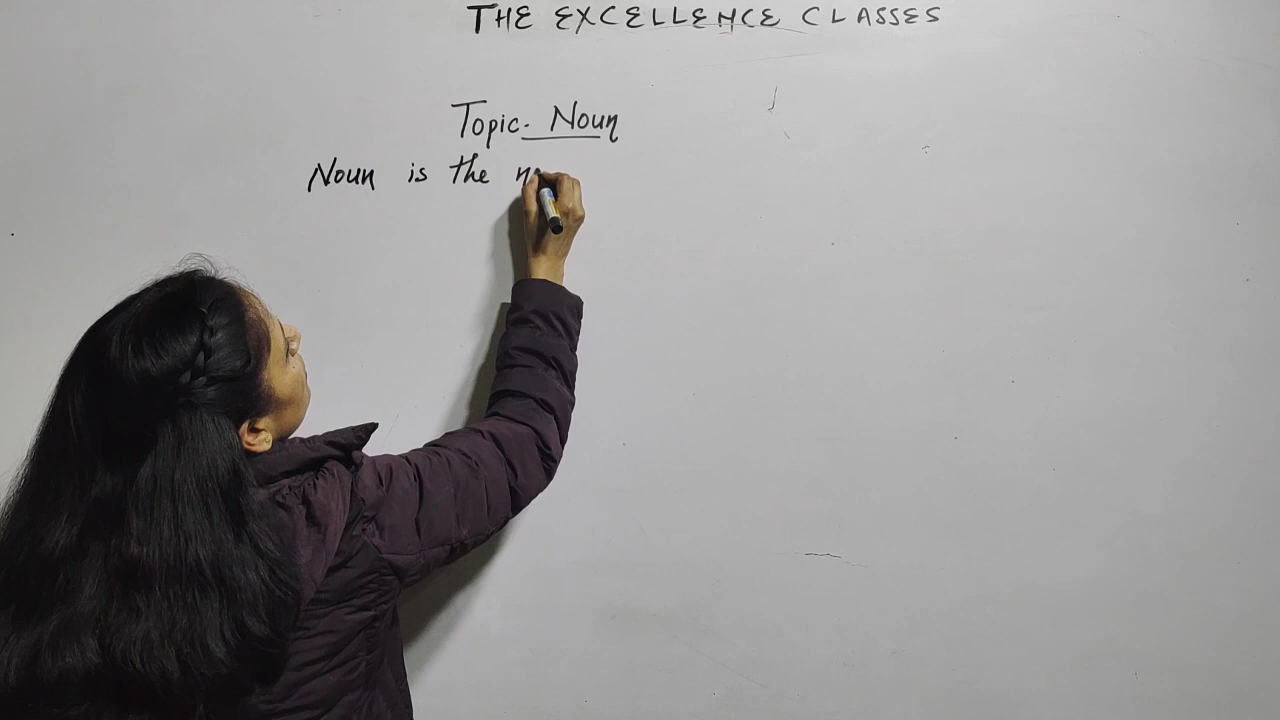 THE EXCELLENCE CLASSES
Topic- Noun
Noun is the